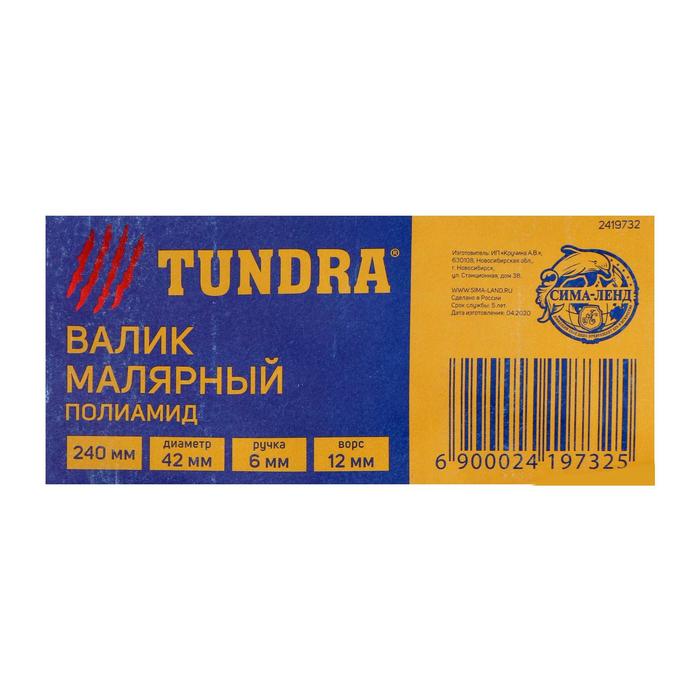 TUNDRA®
ВАЛИК
МАЛЯРНЫЙ
ПОЛИАМИД
240 мм
диаметр
42 мм
ручка
6 мм
ворс
12 мм
2419732
Изготовитель: ИП «Кручина А.В.»,
630108, Новосибирская обл.,
г. Новосибирск,
ул. Станционная, дом 38.
WWW.SIMA-LAND.RU
Сделано в России
Срок службы: 5 лет.
Дата изготовления: 04.2020
СИМА-ЛЕНД
6 900024 197325